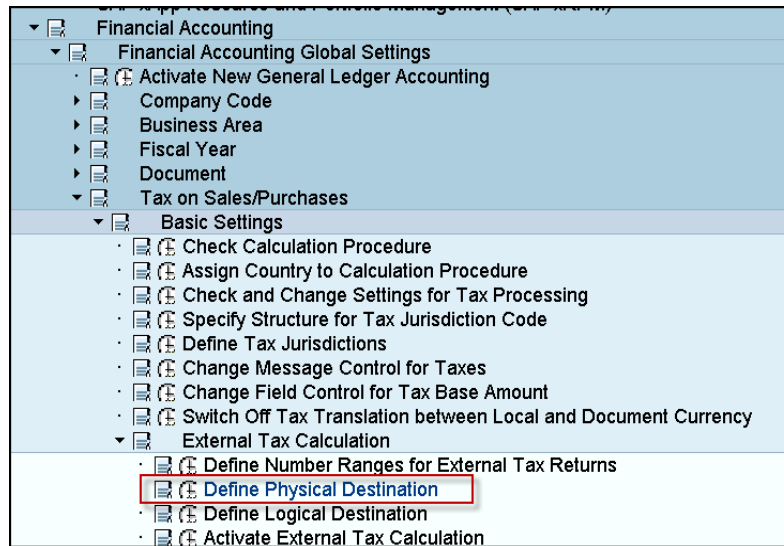 Financial Accounting
Financial Accounting Global Settings
Activate New General Ledger Accounting
Company Code
Business Area
Fiscal Year
Document
Tax on Sales/Purchases
Basic Settings
Check Calculation Procedure
Assign Country to Calculation Procedure
Check and Change Settings for Tax Processing
Specify Structure for Tax Jurisdiction Code
Define Tax Jurisdictions
Change Message Control for Taxes
Change Field Control for Tax Base Amount
Switch Off Tax Translation between Local and Document Currency
External Tax Calculation
Define Number Ranges for External Tax Returns
Define Physical Destination
Define Logical Destination
Activate External Tax Calculation